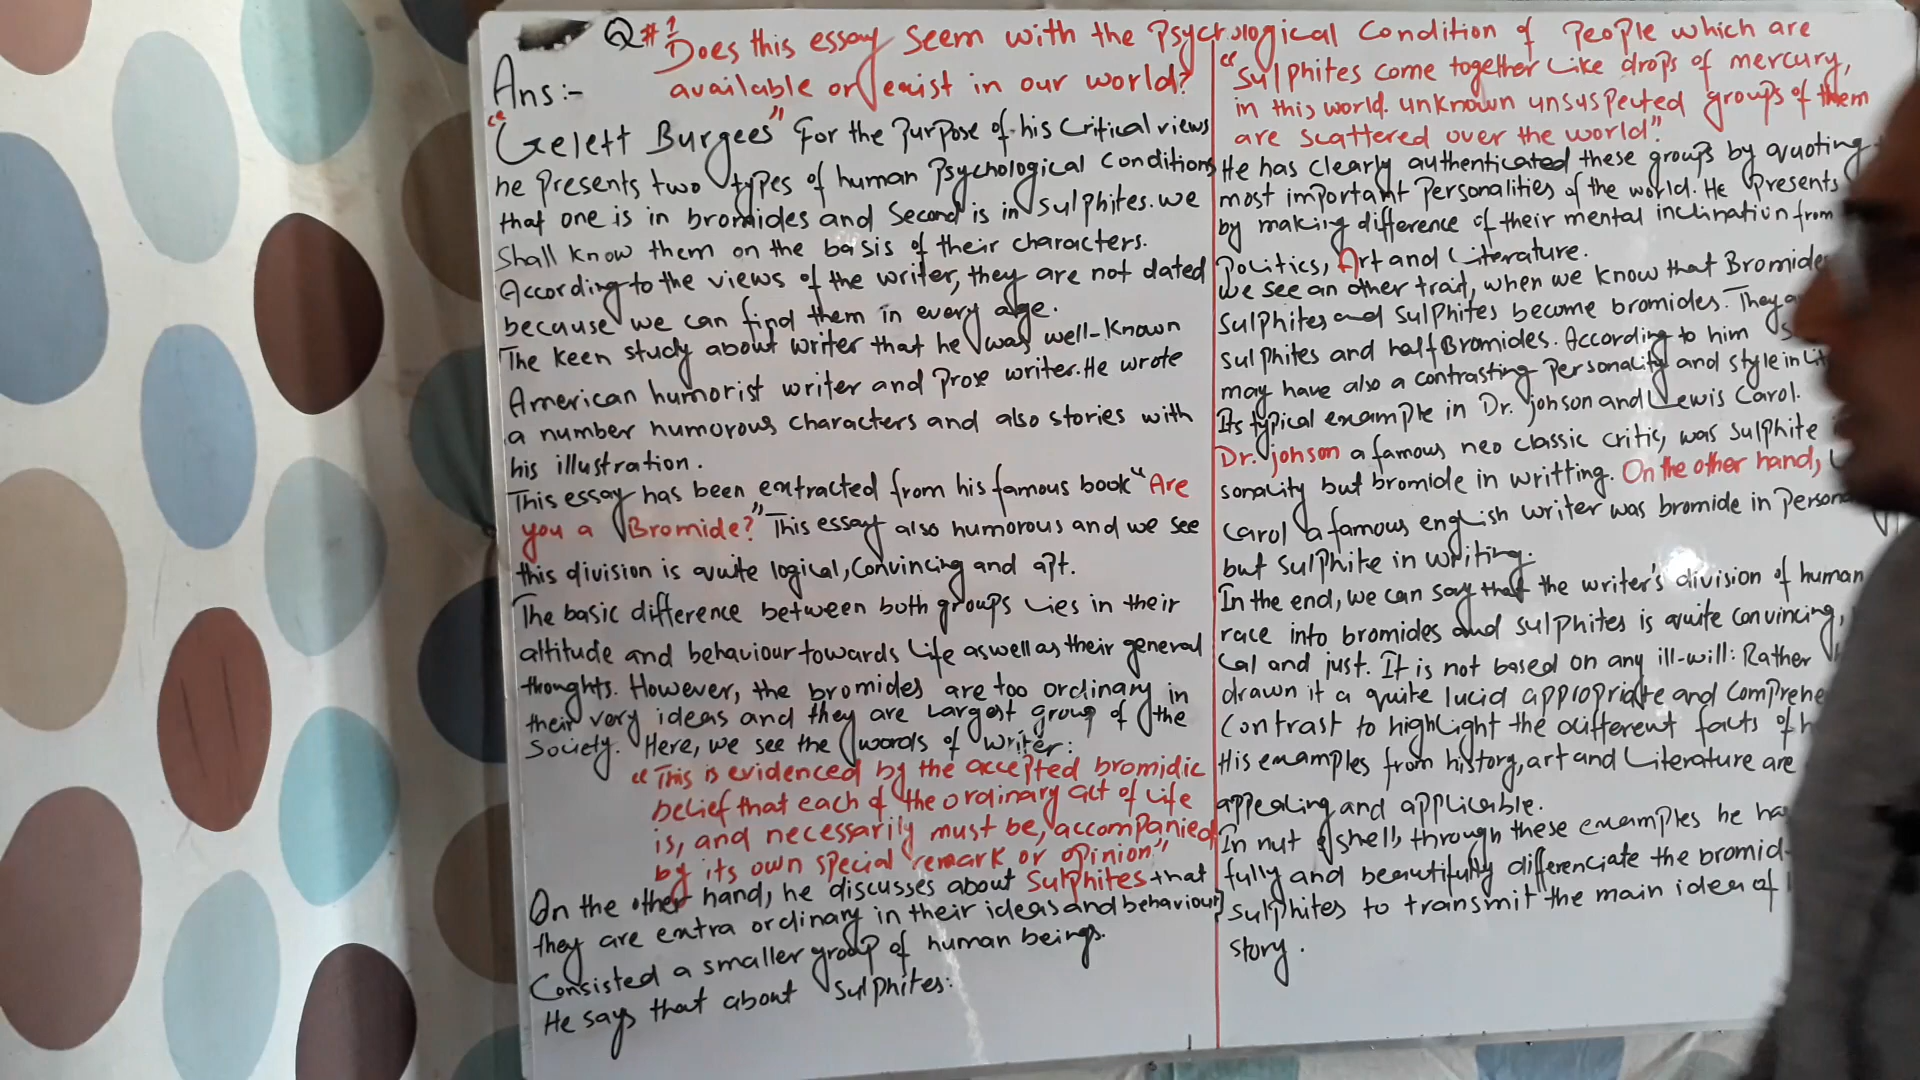 Q#1 Does this essay seem with the Psychological Condition of People which are
available or exist in our world?
Ans:-
"Gelett Burgees" For the Purpose of his critical views
he presents two types of human Psychological Conditions
that one is in bromides and Second is in sulphites. we
Shall know them on the basis of their characters.
According to the views of the writer, they are not dated
because we can find them in every age.
The keen study about writer that he was well-known
American humorist writer and Prose writer. He wrote
a number humorous characters and also stories with
his illustration.
This essay has been extracted from his famous book "Are
you a Bromide?" This essay also humorous and we see
this division is quite logical, Convincing and apt.
The basic difference between both groups lies in their
attitude and behaviour towards life as well as their general
thoughts. However, the bromides are too ordinary in
their very ideas and they are largest group of the
Society. Here, we see the words of writer:
"This is evidenced by the accepted bromidic
belief that each of the ordinary act of life
is, and necessarily must be, accompanied
by its own special remark or opinion"
On the other hand, he discusses about Sulphites that
they are extra ordinary in their ideas and behaviour,
Consisted a smaller group of human beings.
He says that about sulphites:
"Sulphites come together like drops of mercury,
in this world. unknown unsuspected groups of them
are scattered over the world".
He has clearly authenticated these groups by quoting
most important Personalities of the world. He Presents
by making difference of their mental inclination from
Politics, Art and Literature.
We see an other trait, when we know that Bromides
sulphites and sulphites become bromides. They
sulphites and half Bromides. According to him
may have also a contrasting Personality and style in
Its typical example in Dr. johson and Lewis Carol.
Dr. johson a famous neo classic critic, was sulphite
sonality but bromide in writting. On the other hand,
Carol a famous english writer was bromide in
but sulphite in writing.
In the end, we can say that the writer's division of human
race into bromides and sulphites is quite convincing,
cal and just. It is not based on any ill-will: Rather
drawn it a quite lucid appropriate and
Contrast to highlight the different facts of
His examples from history, art and Literature are
appealing and applicable.
In nut shell, through these examples he
fully and beautifully differenciate the
sulphites to transmit the main idea of
story.